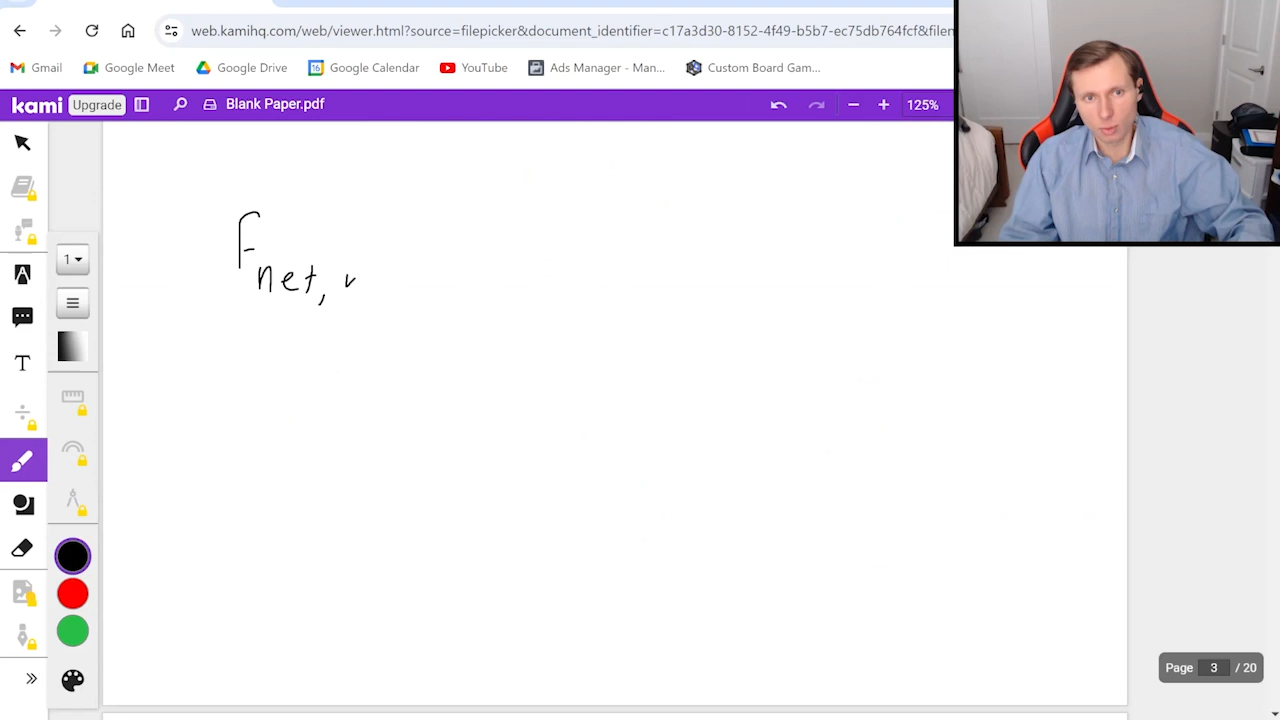 web.kamihq.com/web/viewer.html?source=filepicker&document_identifier=c17a3d30-8152-4f49-b5b7-ec75db764fcf&filen
Gmail Google Meet Google Drive Google Calendar YouTube Ads Manager - Man... Custom Board Gam...
kami Upgrade Blank Paper.pdf 125%
F net,
1
T
Page 3 / 20